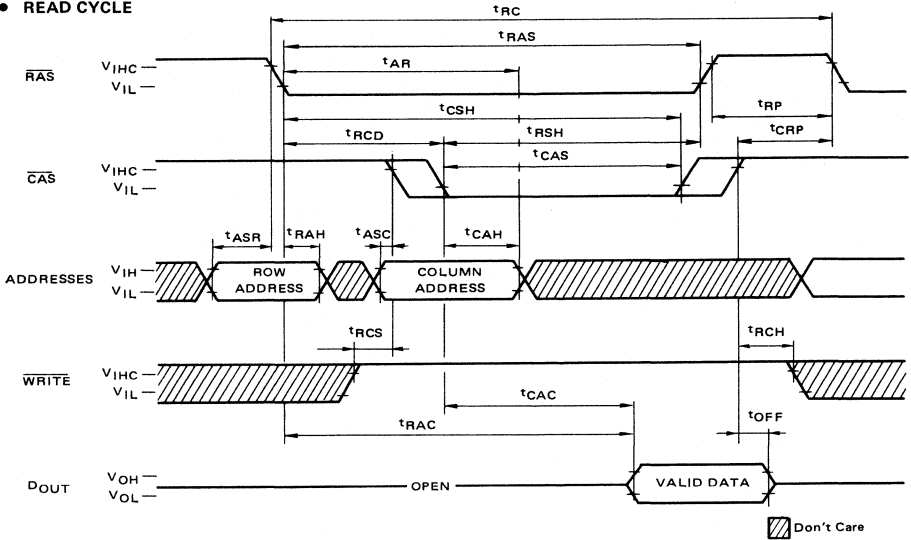 • READ CYCLE
tRC
tRAS
tAR
RAS
VIHC
VIL
tRP
tCSH
tRCD
tRSH
tCRP
tCAS
CAS
VIHC
VIL
tASR
tRAH
tASC
tCAH
ADDRESSES
VIH
VIL
ROW
ADDRESS
COLUMN
ADDRESS
tRCS
tRCH
WRITE
VIHC
VIL
tCAC
tRAC
tOFF
DOUT
VOH
VOL
OPEN
VALID DATA
Don't Care